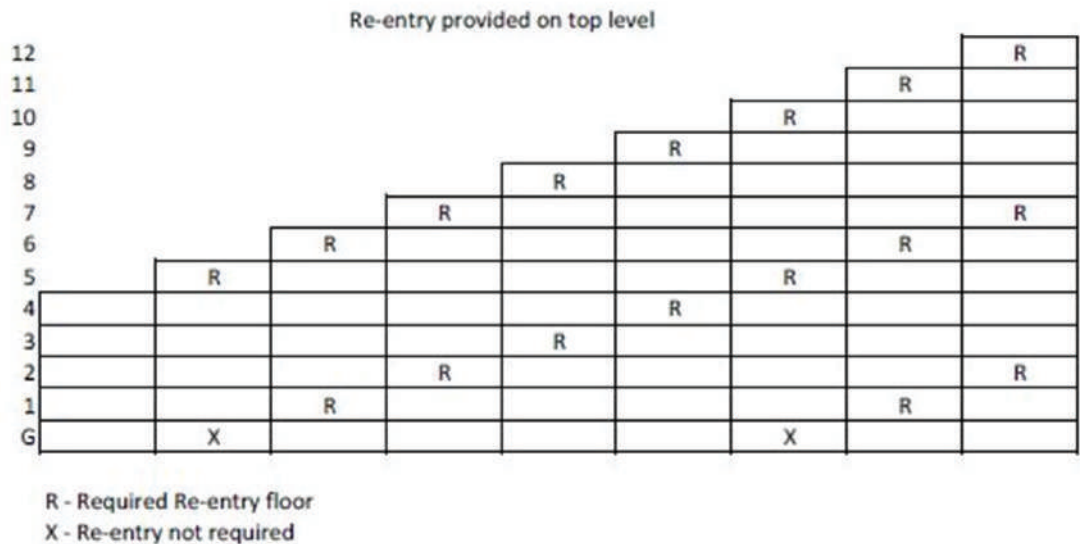 Re-entry provided on top level
12 R
11 R
10 R
9 R
8 R
7 R R
6 R R
5 R R
4 R
3 R
2 R R
1 R R
G X X
R - Required Re-entry floor
X - Re-entry not required